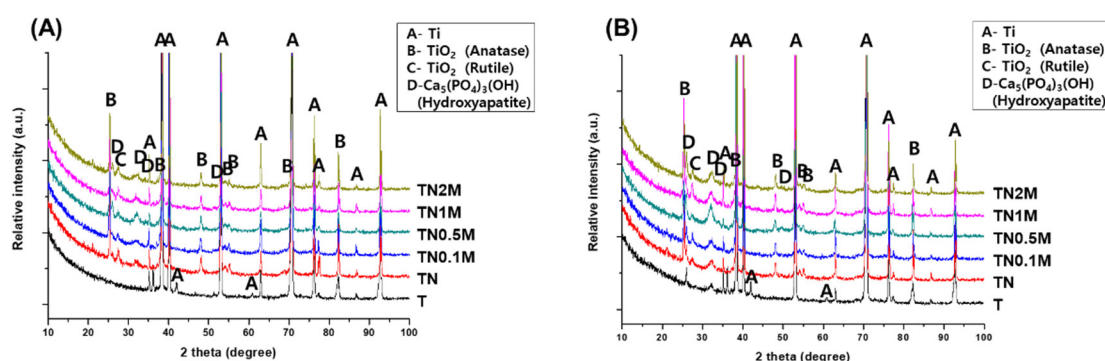 (A)
A- Ti
B- TiO₂ (Anatase)
C- TiO₂ (Rutile)
D-Ca₅(PO₄)₃(OH)
(Hydroxyapatite)
A A A A
B A A
D C D D A B B D B B A B A B A
A A
TN2M
TN1M
TN0.5M
TN0.1M
TN
T
Relative intensity (a.u.)
10 20 30 40 50 60 70 80 90 100
2 theta (degree)
(B)
A- Ti
B- TiO₂ (Anatase)
C- TiO₂ (Rutile)
D-Ca₅(PO₄)₃(OH)
(Hydroxyapatite)
A A A A
B A A
D C D D A B B D B B A B A B A
A A
TN2M
TN1M
TN0.5M
TN0.1M
TN
T
Relative intensity (a.u.)
10 20 30 40 50 60 70 80 90 100
2 theta (degree)